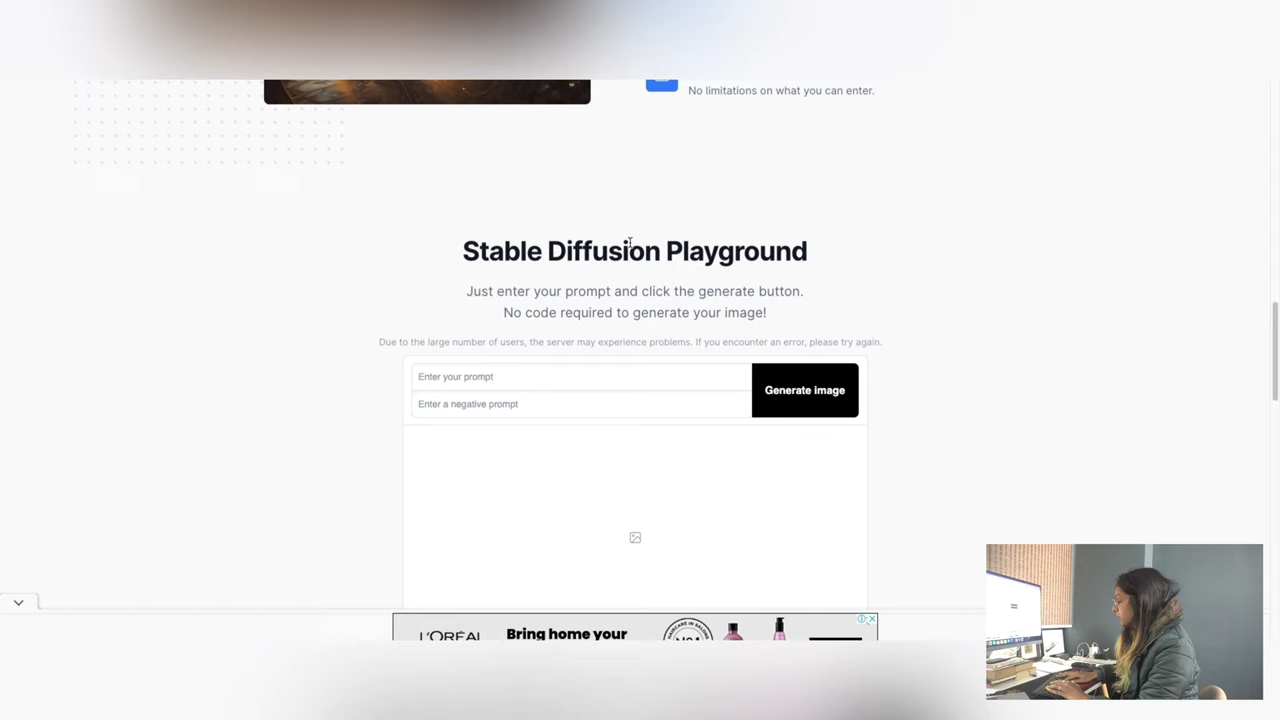 No limitations on what you can enter.
Stable Diffusion Playground
Just enter your prompt and click the generate button.
No code required to generate your image!
Due to the large number of users, the server may experience problems. If you encounter an error, please try again.
Enter your prompt
Generate image
Enter a negative prompt
L'ORÉAL
Bring home your
HAIRCARE IN SALONS